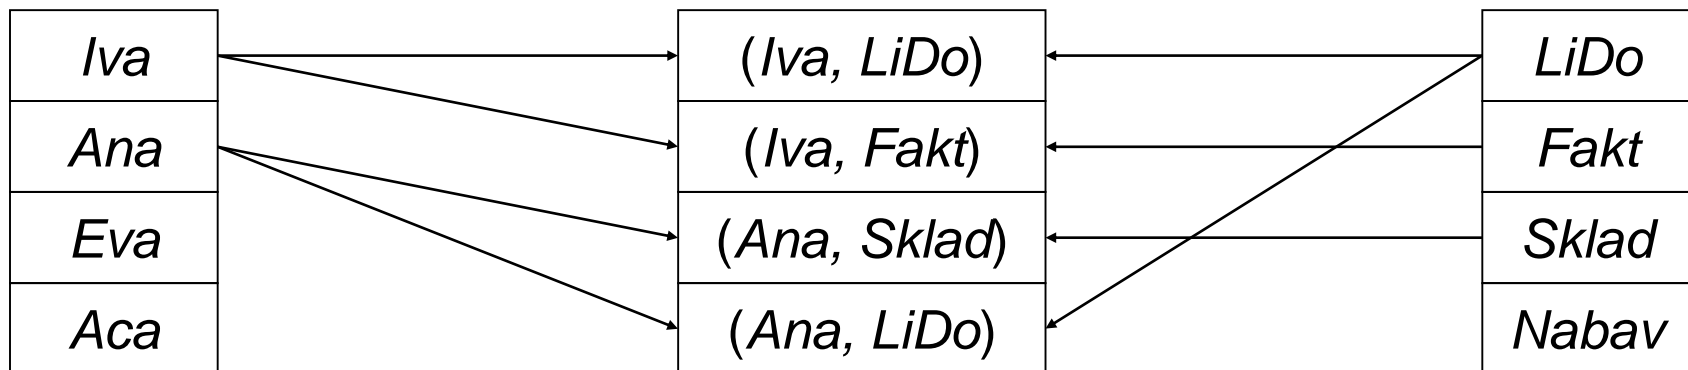 Iva (Iva, LiDo) LiDo
Ana (Iva, Fakt) Fakt
Eva (Ana, Sklad) Sklad
Aca (Ana, LiDo) Nabav